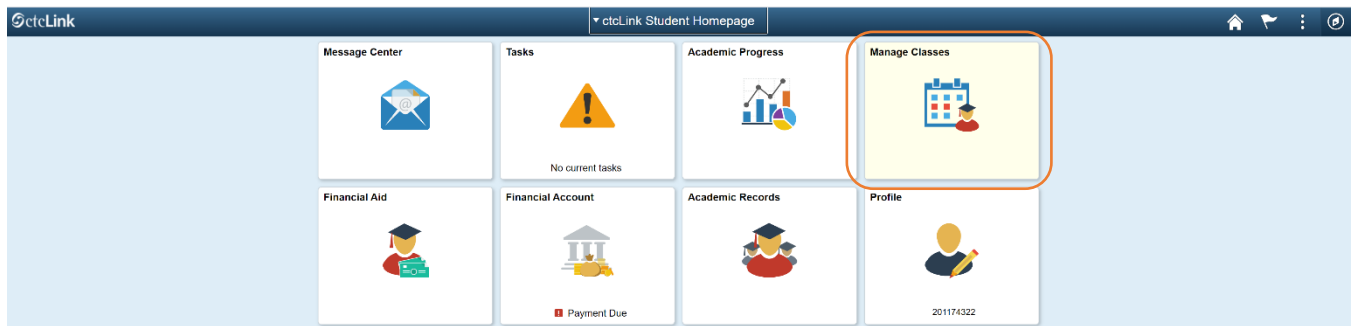 ctcLink
ctcLink Student Homepage
Message Center
Tasks
Academic Progress
Manage Classes
@
No current tasks
Financial Aid
Financial Account
Academic Records
Profile
Payment Due
201174322